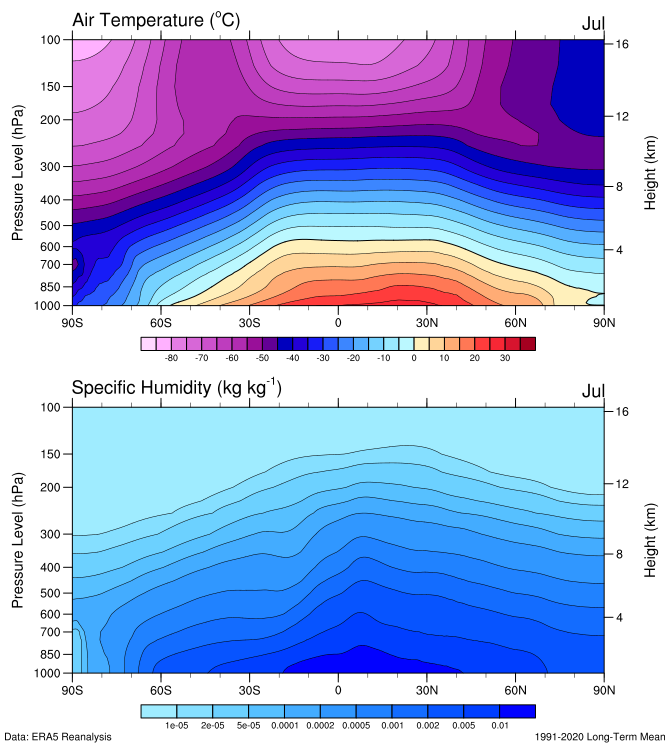 Air Temperature (°C)
Jul
Pressure Level (hPa)
100
150
200
300
400
500
600
700
850
1000
16
12
8
4
Height (km)
90S 60S 30S 0 30N 60N 90N
-80 -70 -60 -50 -40 -30 -20 -10 0 10 20 30
Specific Humidity (kg kg⁻¹)
Jul
Pressure Level (hPa)
100
150
200
300
400
500
600
700
850
1000
16
12
8
4
Height (km)
90S 60S 30S 0 30N 60N 90N
1e-05 2e-05 5e-05 0.0001 0.0002 0.0005 0.001 0.002 0.005 0.01
Data: ERA5 Reanalysis
1991-2020 Long-Term Mean